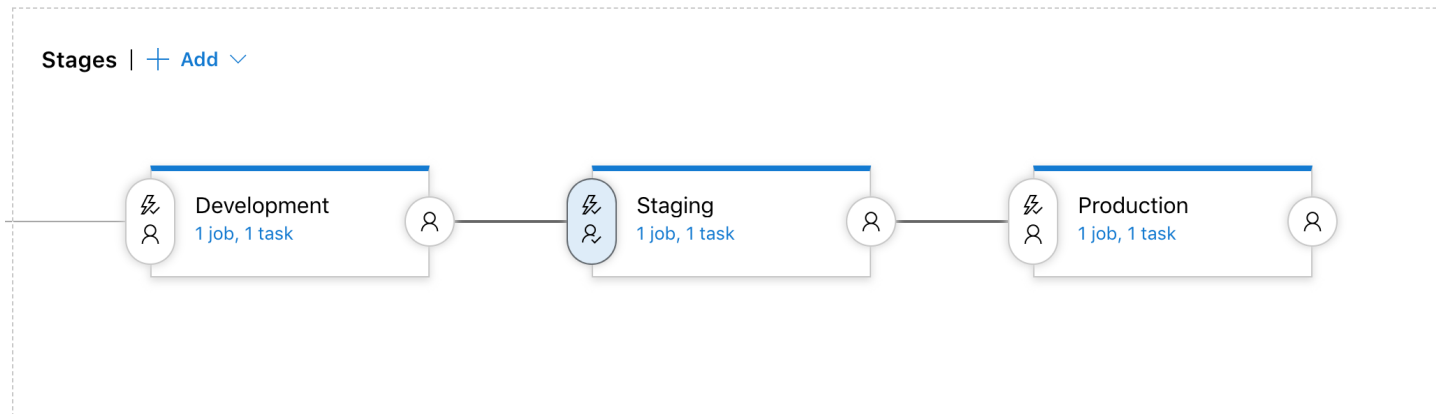 Stages | + Add
Development
1 job, 1 task
Staging
1 job, 1 task
Production
1 job, 1 task